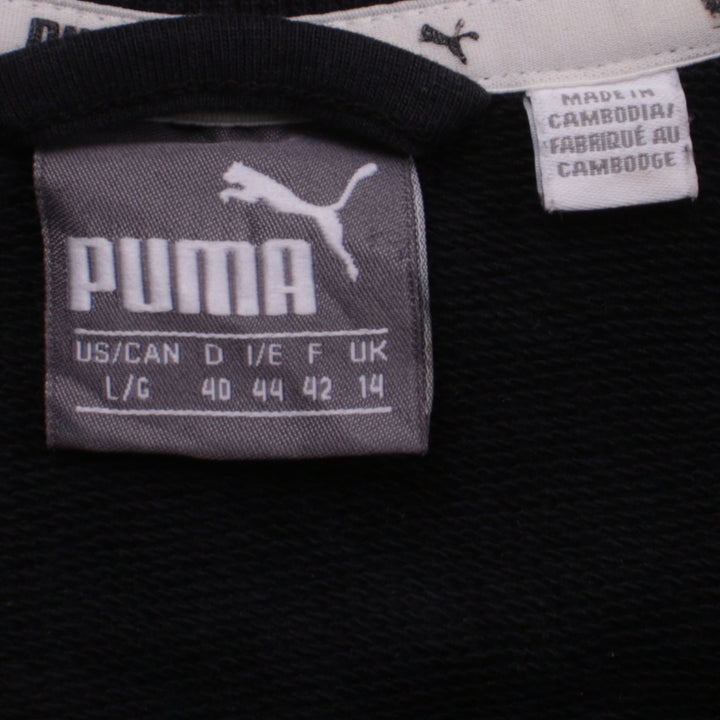 MADE IN
CAMBODIA/
FABRIQUÉ AU
CAMBODGE
PUMA
US/CAN D I/E F UK
L/G 40 44 42 14